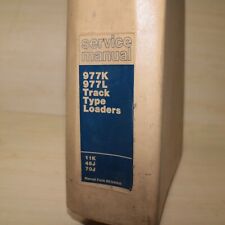 service
manual
977K
977L
Track
Type
Loaders
11K
46J
70J